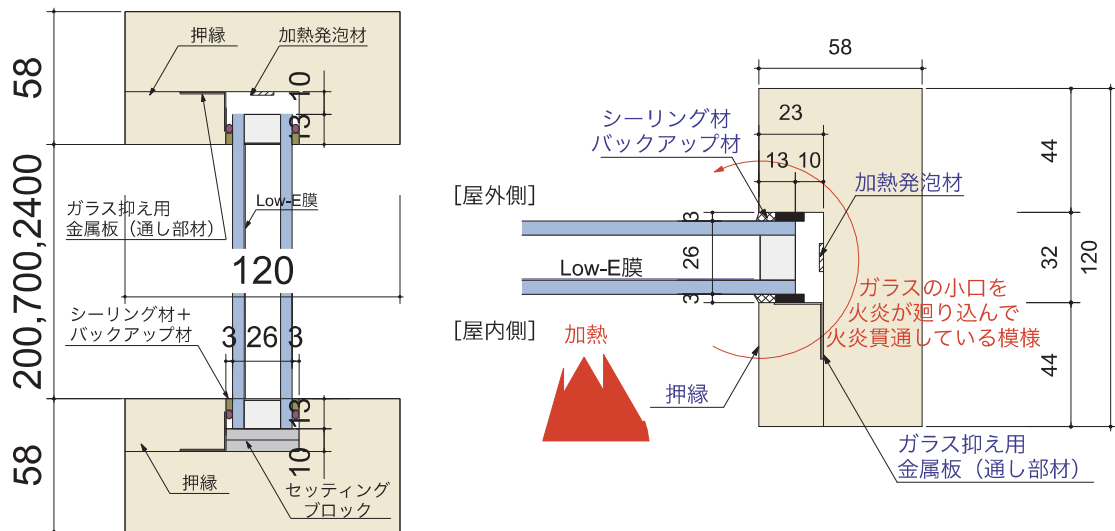 58
押縁
加熱発泡材
10
13
ガラス抑え用
金属板（通し部材）
Low-E膜
200,700,2400
120
シーリング材＋
バックアップ材
3 26 3
13
58
押縁
10
セッティング
ブロック
58
23
シーリング材
バックアップ材
13 10
44
加熱発泡材
[屋外側]
3
Low-E膜
26
32
120
ガラスの小口を
火炎が廻り込んで
火炎貫通している模様
3
[屋内側]
加熱
44
押縁
ガラス抑え用
金属板（通し部材）